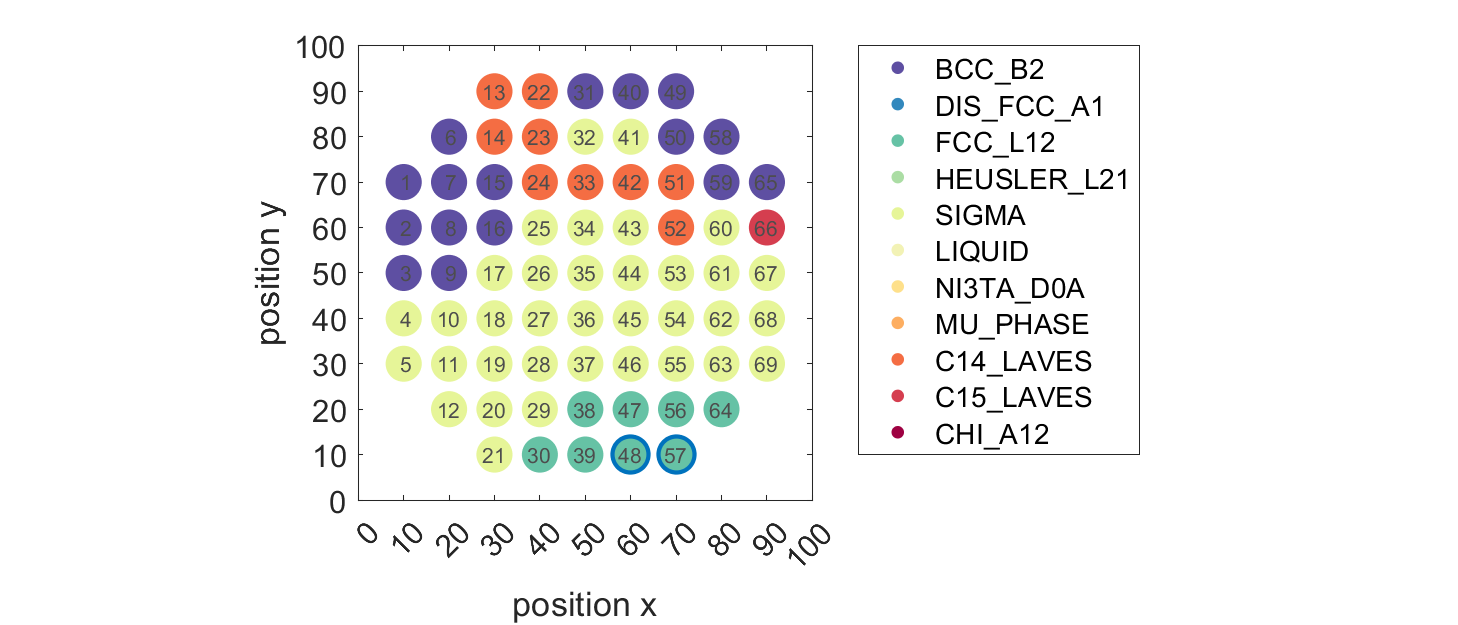 100
90
80
70
60
50
40
30
20
10
0
position y
13 22 31 40 49
6 14 23 32 41 50 58
1 7 15 24 33 42 51 59 65
2 8 16 25 34 43 52 60 66
3 9 17 26 35 44 53 61 67
4 10 18 27 36 45 54 62 68
5 11 19 28 37 46 55 63 69
12 20 29 38 47 56 64
21 30 39 48 57
0 10 20 30 40 50 60 70 80 90 100
position x
BCC_B2
DIS_FCC_A1
FCC_L12
HEUSLER_L21
SIGMA
LIQUID
NI3TA_D0A
MU_PHASE
C14_LAVES
C15_LAVES
CHI_A12